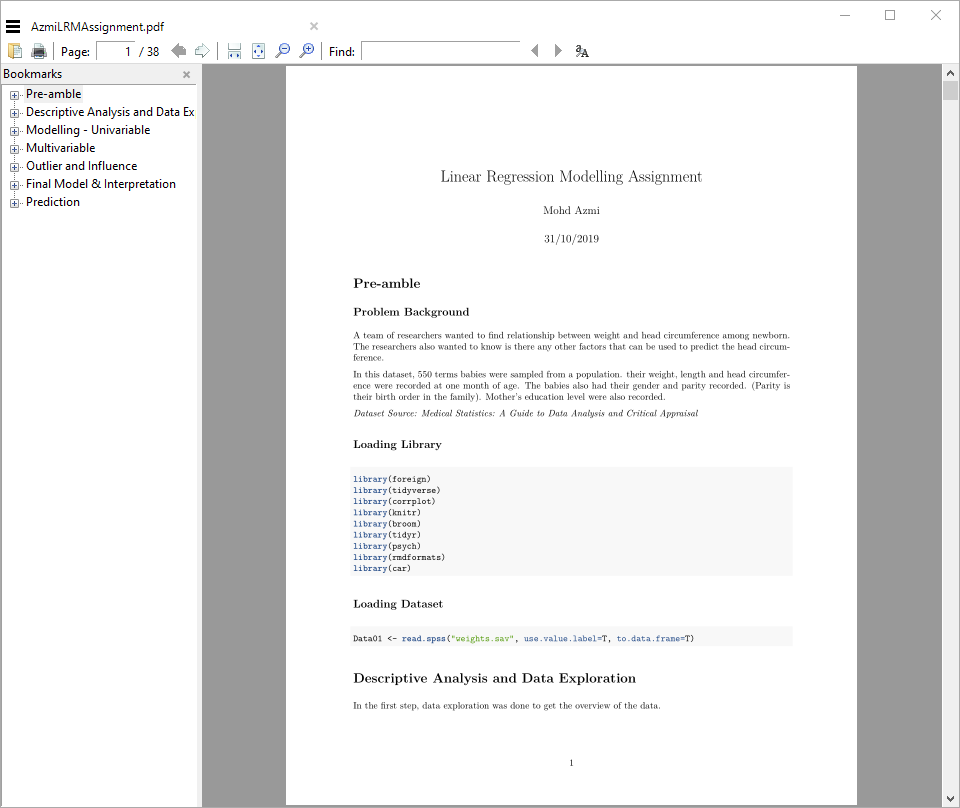 AzmiLRMAssignment.pdf
Page: 1 / 38 Find:
Bookmarks
Pre-amble
Descriptive Analysis and Data Ex
Modelling - Univariable
Multivariable
Outlier and Influence
Final Model & Interpretation
Prediction
Linear Regression Modelling Assignment
Mohd Azmi
31/10/2019
Pre-amble
Problem Background
A team of researchers wanted to find relationship between weight and head circumference among newborn.
The researchers also wanted to know is there any other factors that can be used to predict the head circum-
ference.
In this dataset, 550 terms babies were sampled from a population. their weight, length and head circumfer-
ence were recorded at one month of age. The babies also had their gender and parity recorded. (Parity is
their birth order in the family). Mother's education level were also recorded.
Dataset Source: Medical Statistics: A Guide to Data Analysis and Critical Appraisal
Loading Library
library(foreign)
library(tidyverse)
library(corrplot)
library(knitr)
library(broom)
library(tidyr)
library(psych)
library(rmdformats)
library(car)
Loading Dataset
Data01 <- read.spss("weights.sav", use.value.label=T, to.data.frame=T)
Descriptive Analysis and Data Exploration
In the first step, data exploration was done to get the overview of the data.
1